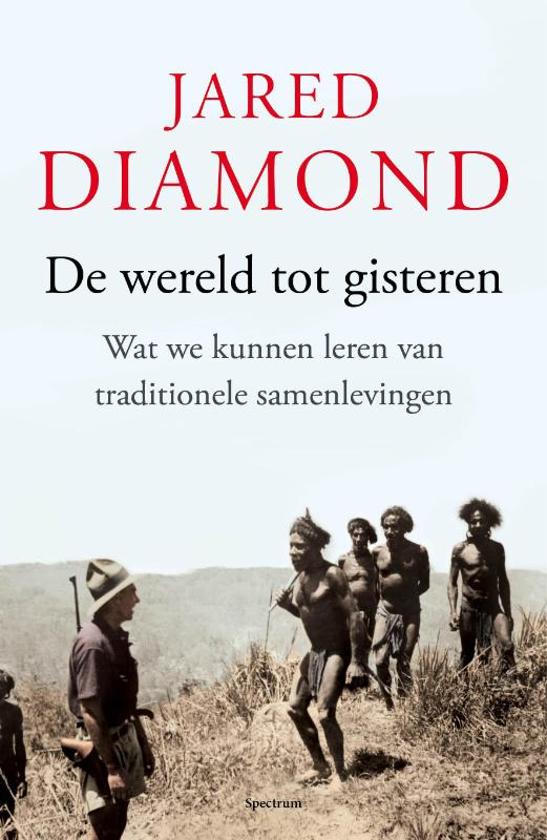 JARED
DIAMOND
De wereld tot gisteren
Wat we kunnen leren van
traditionele samenlevingen
Spectrum